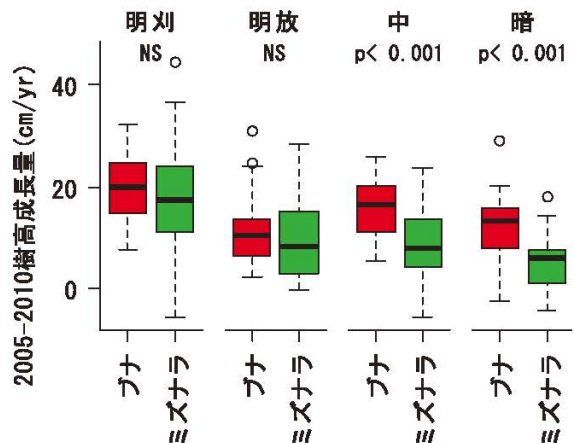 明刈 明放 中 暗
NS NS p< 0.001 p< 0.001
2005-2010樹高成長量(cm/yr)
40
20
0
ブナ ミズナラ ブナ ミズナラ ブナ ミズナラ ブナ ミズナラ